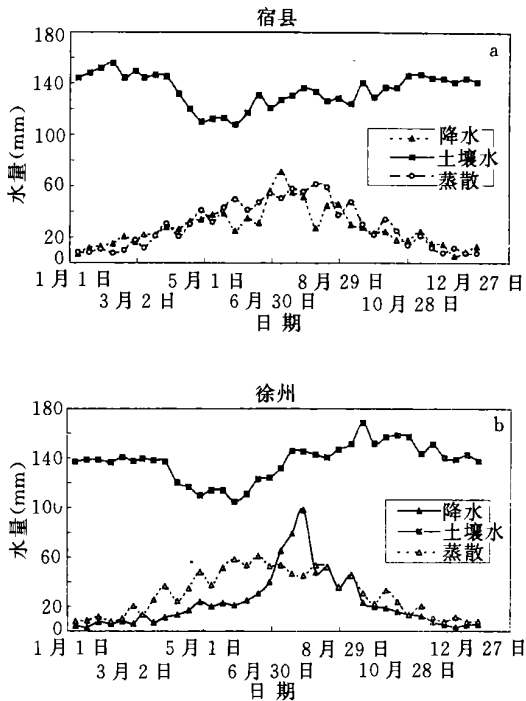 宿县
180
140
100
60
20
0
水量(mm)
a
降水
土壤水
蒸散
1月1日
5月1日
8月29日
12月27日
3月2日
6月30日
10月28日
日期
徐州
180
140
100
60
20
0
水量(mm)
b
降水
土壤水
蒸散
1月1日
5月1日
8月29日
12月27日
3月2日
6月30日
10月28日
日期